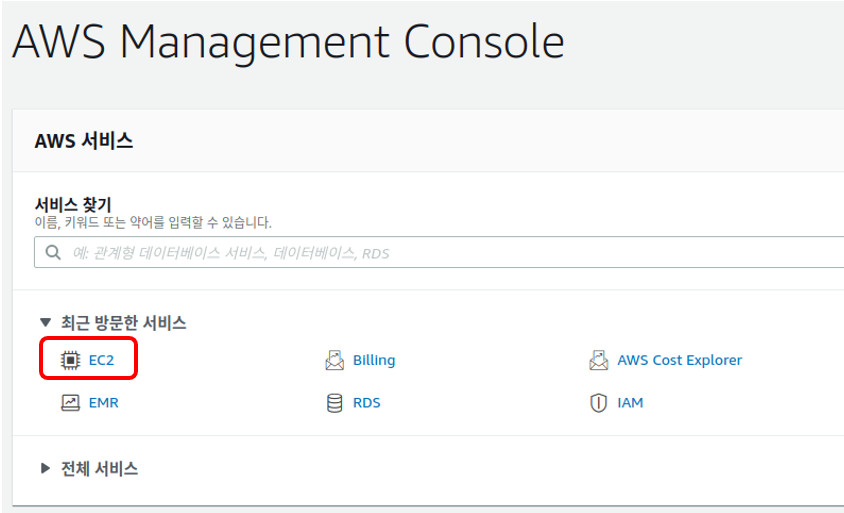 AWS Management Console
AWS 서비스
서비스 찾기
이름, 키워드 또는 약어를 입력할 수 있습니다.
예: 관계형 데이터베이스 서비스, 데이터베이스, RDS
▼ 최근 방문한 서비스
EC2 Billing AWS Cost Explorer
EMR RDS IAM
▶ 전체 서비스